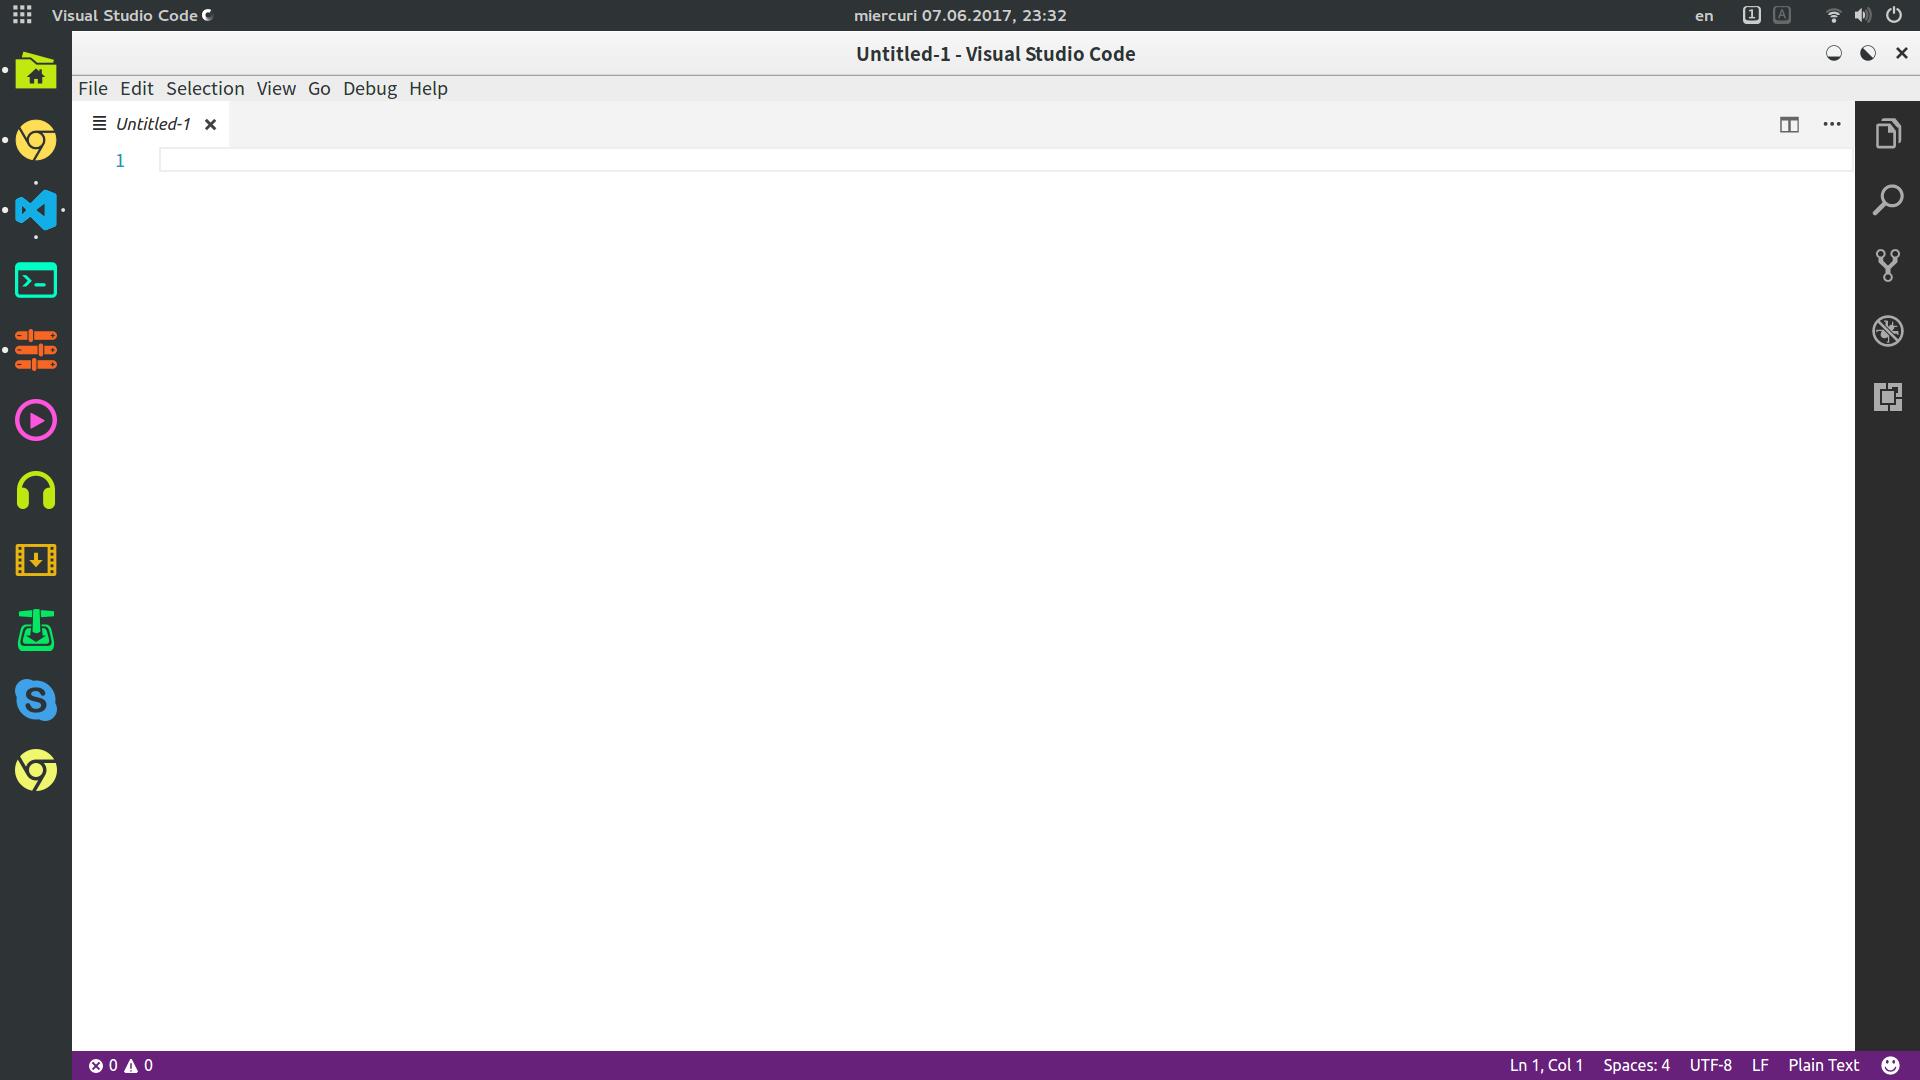 Visual Studio Code
miercuri 07.06.2017, 23:32
en
1
A
Untitled-1 - Visual Studio Code
File Edit Selection View Go Debug Help
Untitled-1
1
S
0 0
Ln 1, Col 1 Spaces: 4 UTF-8 LF Plain Text